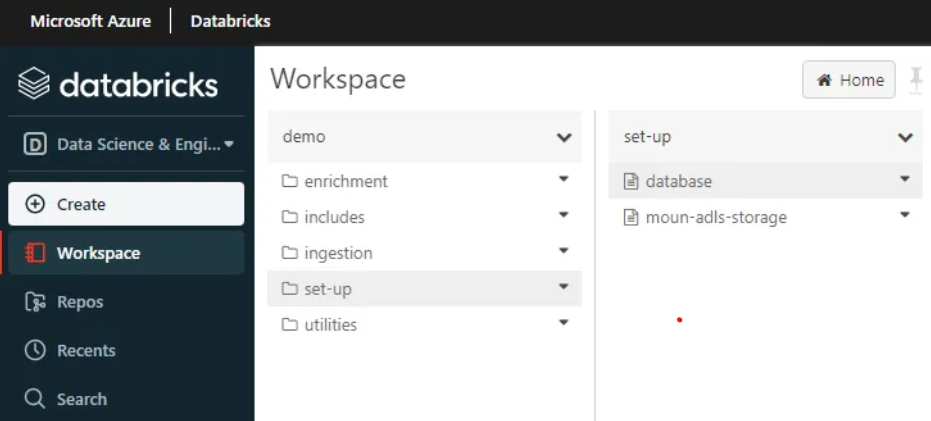 Microsoft Azure
Databricks
databricks
D
Data Science & Engi...
Create
Workspace
Repos
Recents
Search
Workspace
Home
demo
enrichment
includes
ingestion
set-up
utilities
set-up
database
moun-adls-storage